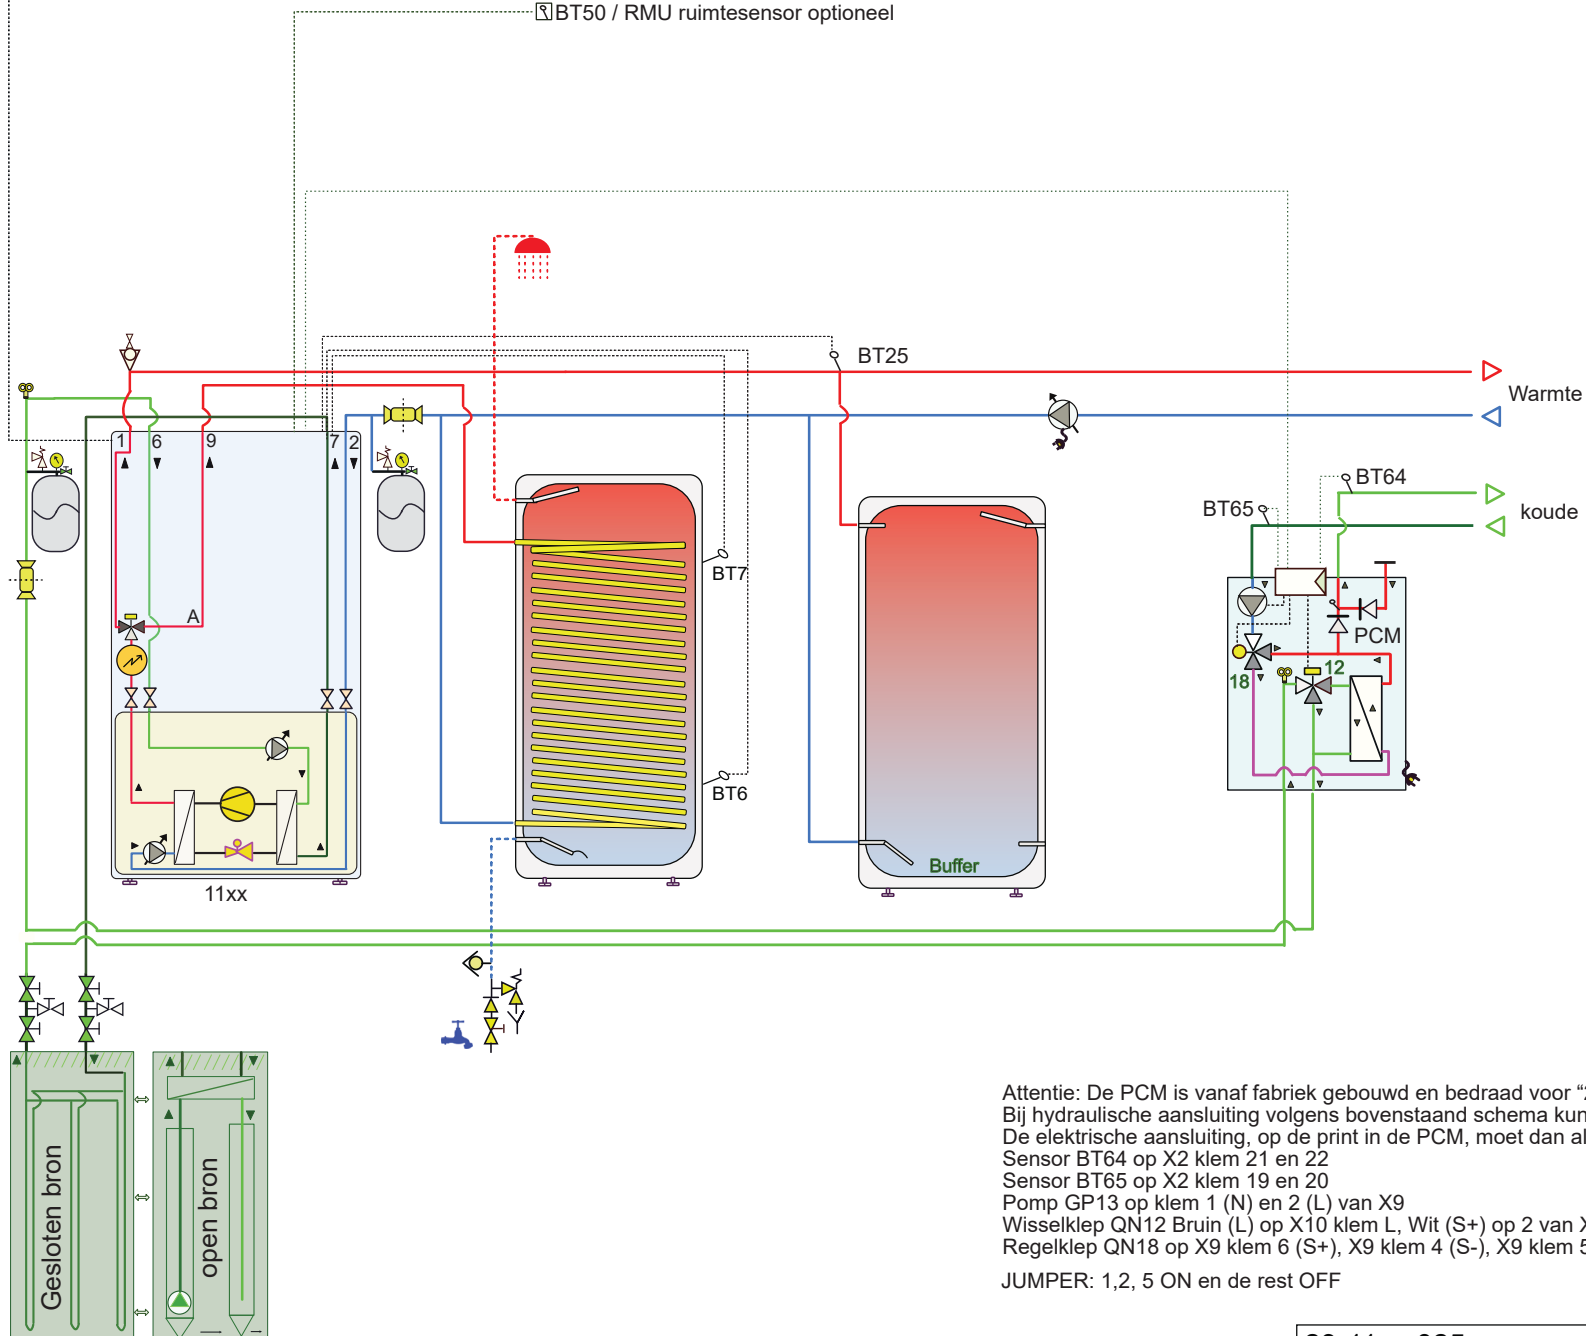 BT50 / RMU ruimtesensor optioneel
BT25
Warmte
1
6
9
7
2
BT64
BT65
koude
BT7
A
PCM
12
18
BT6
Buffer
11xx
Attentie: De PCM is vanaf fabriek gebouwd en bedraad voor “
Bij hydraulische aansluiting volgens bovenstaand schema kun
De elektrische aansluiting, op de print in de PCM, moet dan al
Sensor BT64 op X2 klem 21 en 22
Sensor BT65 op X2 klem 19 en 20
Pomp GP13 op klem 1 (N) en 2 (L) van X9
Wisselklep QN12 Bruin (L) op X10 klem L, Wit (S+) op 2 van X
Regelklep QN18 op X9 klem 6 (S+), X9 klem 4 (S-), X9 klem 5
JUMPER: 1,2, 5 ON en de rest OFF
Gesloten bron
open bron